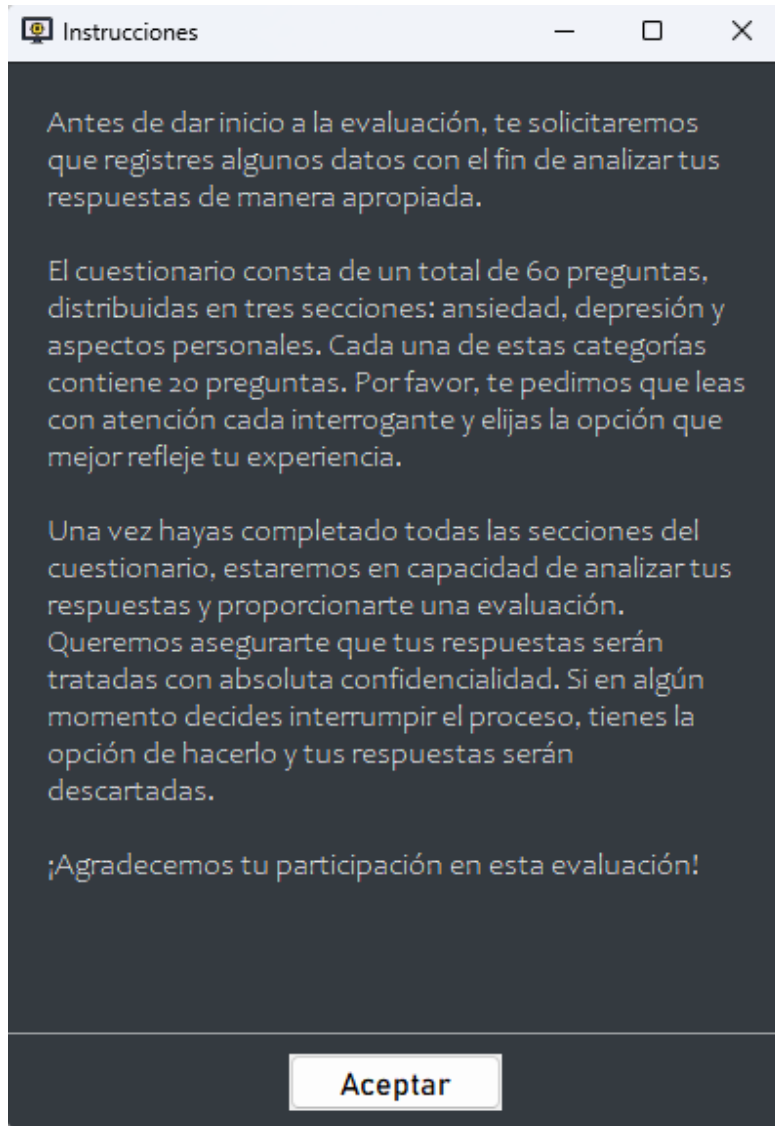 Instrucciones
Antes de dar inicio a la evaluación, te solicitaremos
que registres algunos datos con el fin de analizar tus
respuestas de manera apropiada.
El cuestionario consta de un total de 60 preguntas,
distribuidas en tres secciones: ansiedad, depresión y
aspectos personales. Cada una de estas categorías
contiene 20 preguntas. Por favor, te pedimos que leas
con atención cada interrogante y elijas la opción que
mejor refleje tu experiencia.
Una vez hayas completado todas las secciones del
cuestionario, estaremos en capacidad de analizar tus
respuestas y proporcionarte una evaluación.
Queremos asegurarte que tus respuestas serán
tratadas con absoluta confidencialidad. Si en algún
momento decides interrumpir el proceso, tienes la
opción de hacerlo y tus respuestas serán
descartadas.
¡Agradecemos tu participación en esta evaluación!
Aceptar